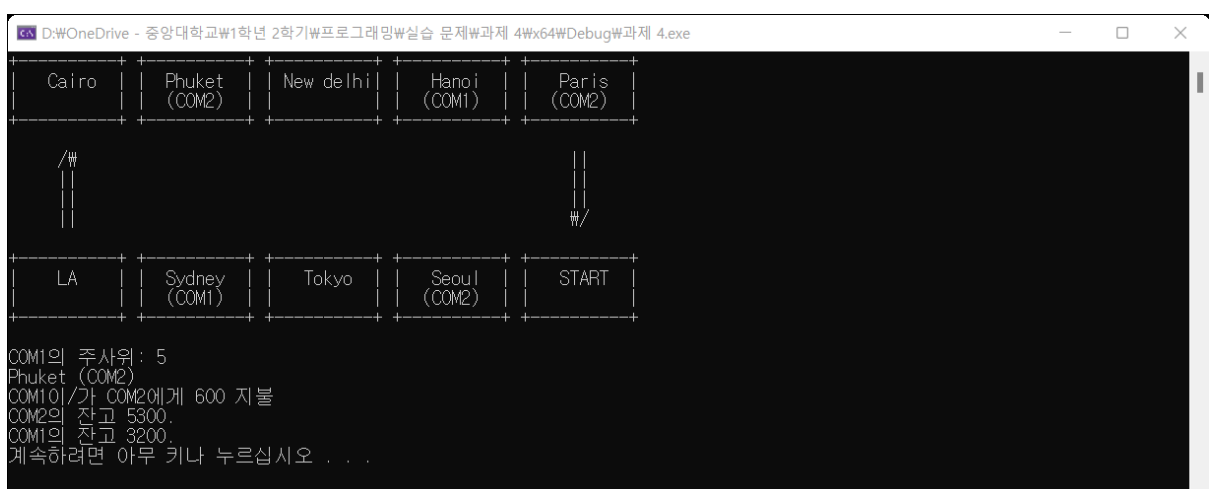 D:₩OneDrive - 중앙대학교₩1학년 2학기₩프로그래밍₩실습 문제₩과제 4₩x64₩Debug₩과제 4.exe
+----------+ +----------+ +----------+ +----------+ +----------+
|   Cairo  | |  Phuket  | |New delhi| |   Hanoi  | |   Paris  |
|          | |  (COM2)  | |          | |  (COM1)  | |  (COM2)  |
+----------+ +----------+ +----------+ +----------+ +----------+
/₩ ||
|| ||
|| ||
|| ₩/
+----------+ +----------+ +----------+ +----------+ +----------+
|    LA    | |  Sydney  | |   Tokyo  | |   Seoul  | |   START  |
|          | |  (COM1)  | |          | |  (COM2)  | |          |
+----------+ +----------+ +----------+ +----------+ +----------+
COM1의 주사위: 5
Phuket (COM2)
COM1이/가 COM2에게 600 지불
COM2의 잔고 5300.
COM1의 잔고 3200.
계속하려면 아무 키나 누르십시오 . . .